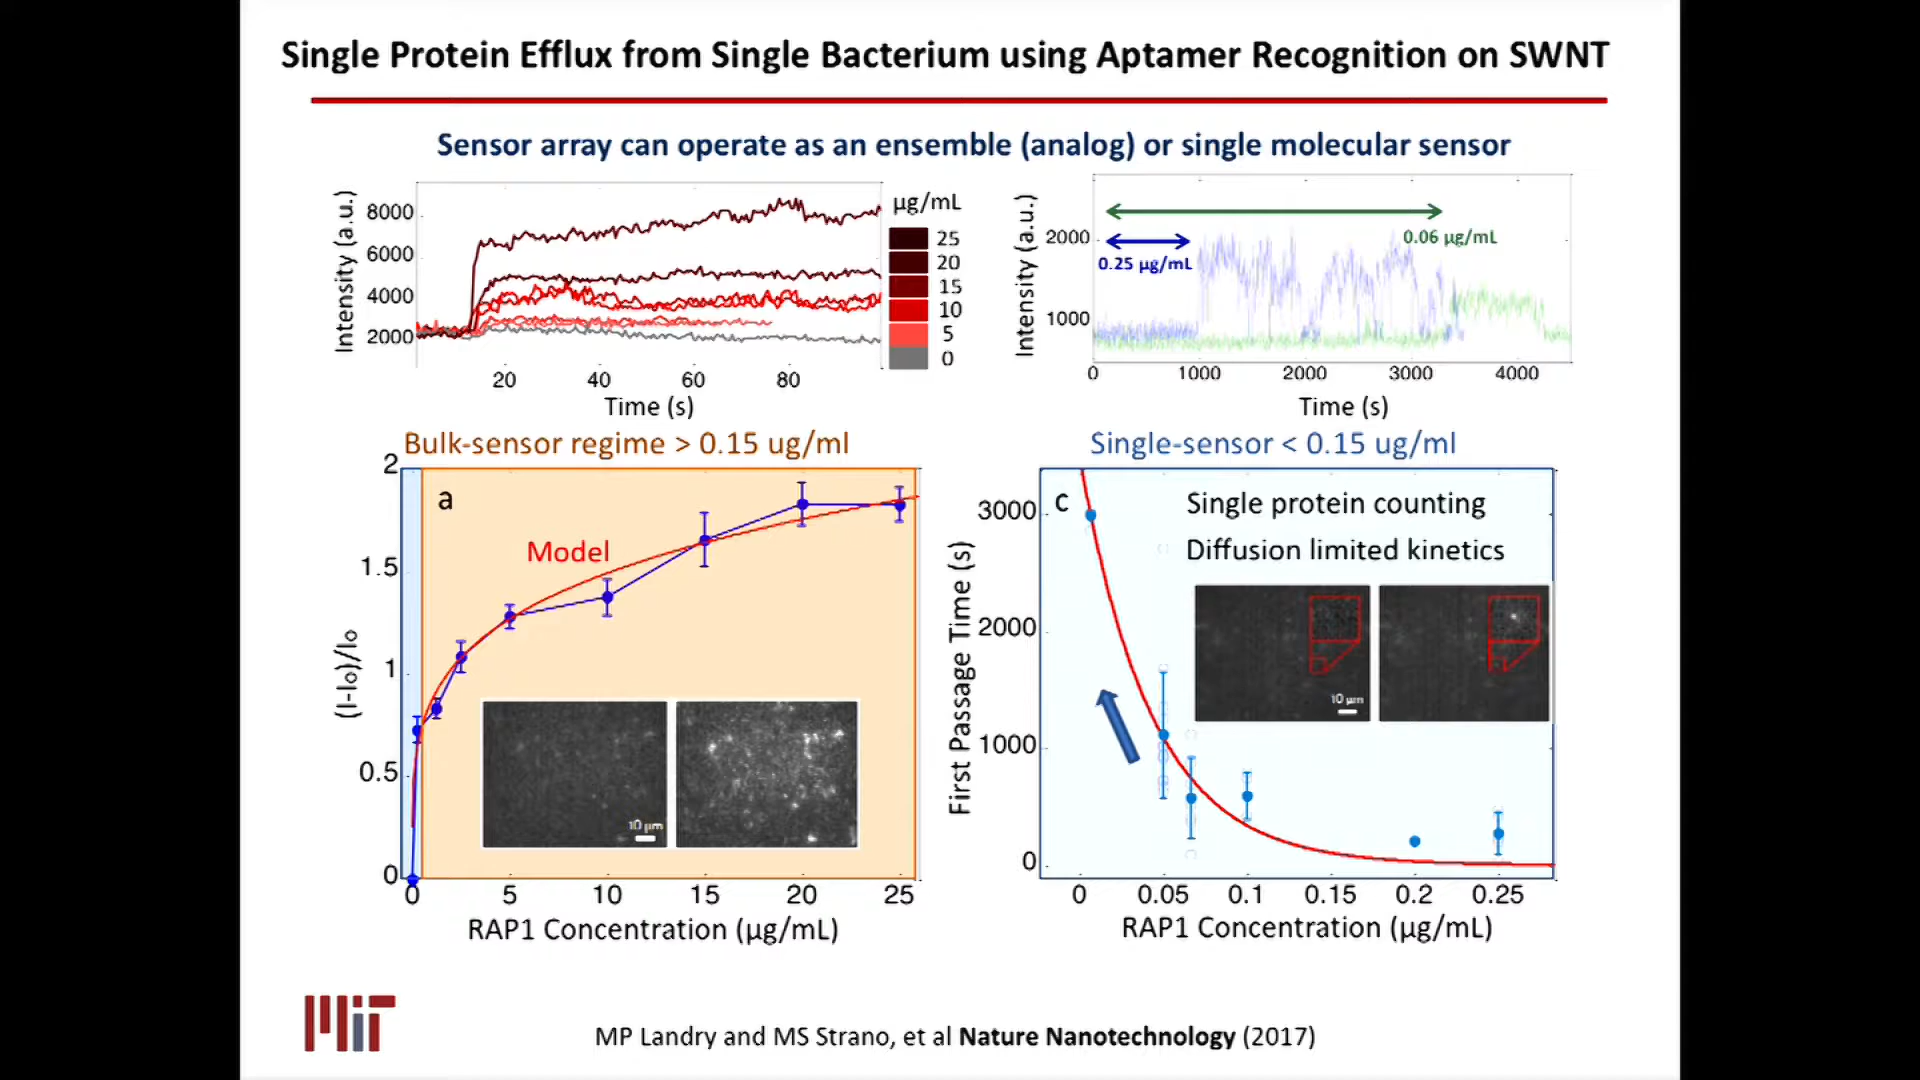 Single Protein Efflux from Single Bacterium using Aptamer Recognition on SWNT
Sensor array can operate as an ensemble (analog) or single molecular sensor
Intensity (a.u.)
8000
6000
4000
2000
20 40 60 80
Time (s)
µg/mL
25
20
15
10
5
0
Intensity (a.u.)
2000
1000
0.06 µg/mL
0.25 µg/mL
0 1000 2000 3000 4000
Time (s)
Bulk-sensor regime > 0.15 ug/ml
(I-I₀)/I₀
2
1.5
1
0.5
0
a
Model
10 µm
0 5 10 15 20 25
RAP1 Concentration (µg/mL)
Single-sensor < 0.15 ug/ml
First Passage Time (s)
3000
2000
1000
0
c
Single protein counting
Diffusion limited kinetics
10 µm
0 0.05 0.1 0.15 0.2 0.25
RAP1 Concentration (µg/mL)
MIT
MP Landry and MS Strano, et al Nature Nanotechnology (2017)